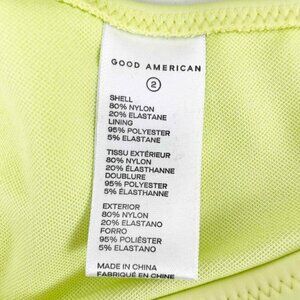 GOOD AMERICAN
2
SHELL
80% NYLON
20% ELASTANE
LINING
95% POLYESTER
5% ELASTANE
TISSU EXTÉRIEUR
80% NYLON
20% ÉLASTHANNE
DOUBLURE
95% POLYESTER
5% ÉLASTHANNE
EXTERIOR
80% NYLON
20% ELASTANO
FORRO
95% POLIÉSTER
5% ELASTANO
MADE IN CHINA
FABRIQUÉ EN CHINE